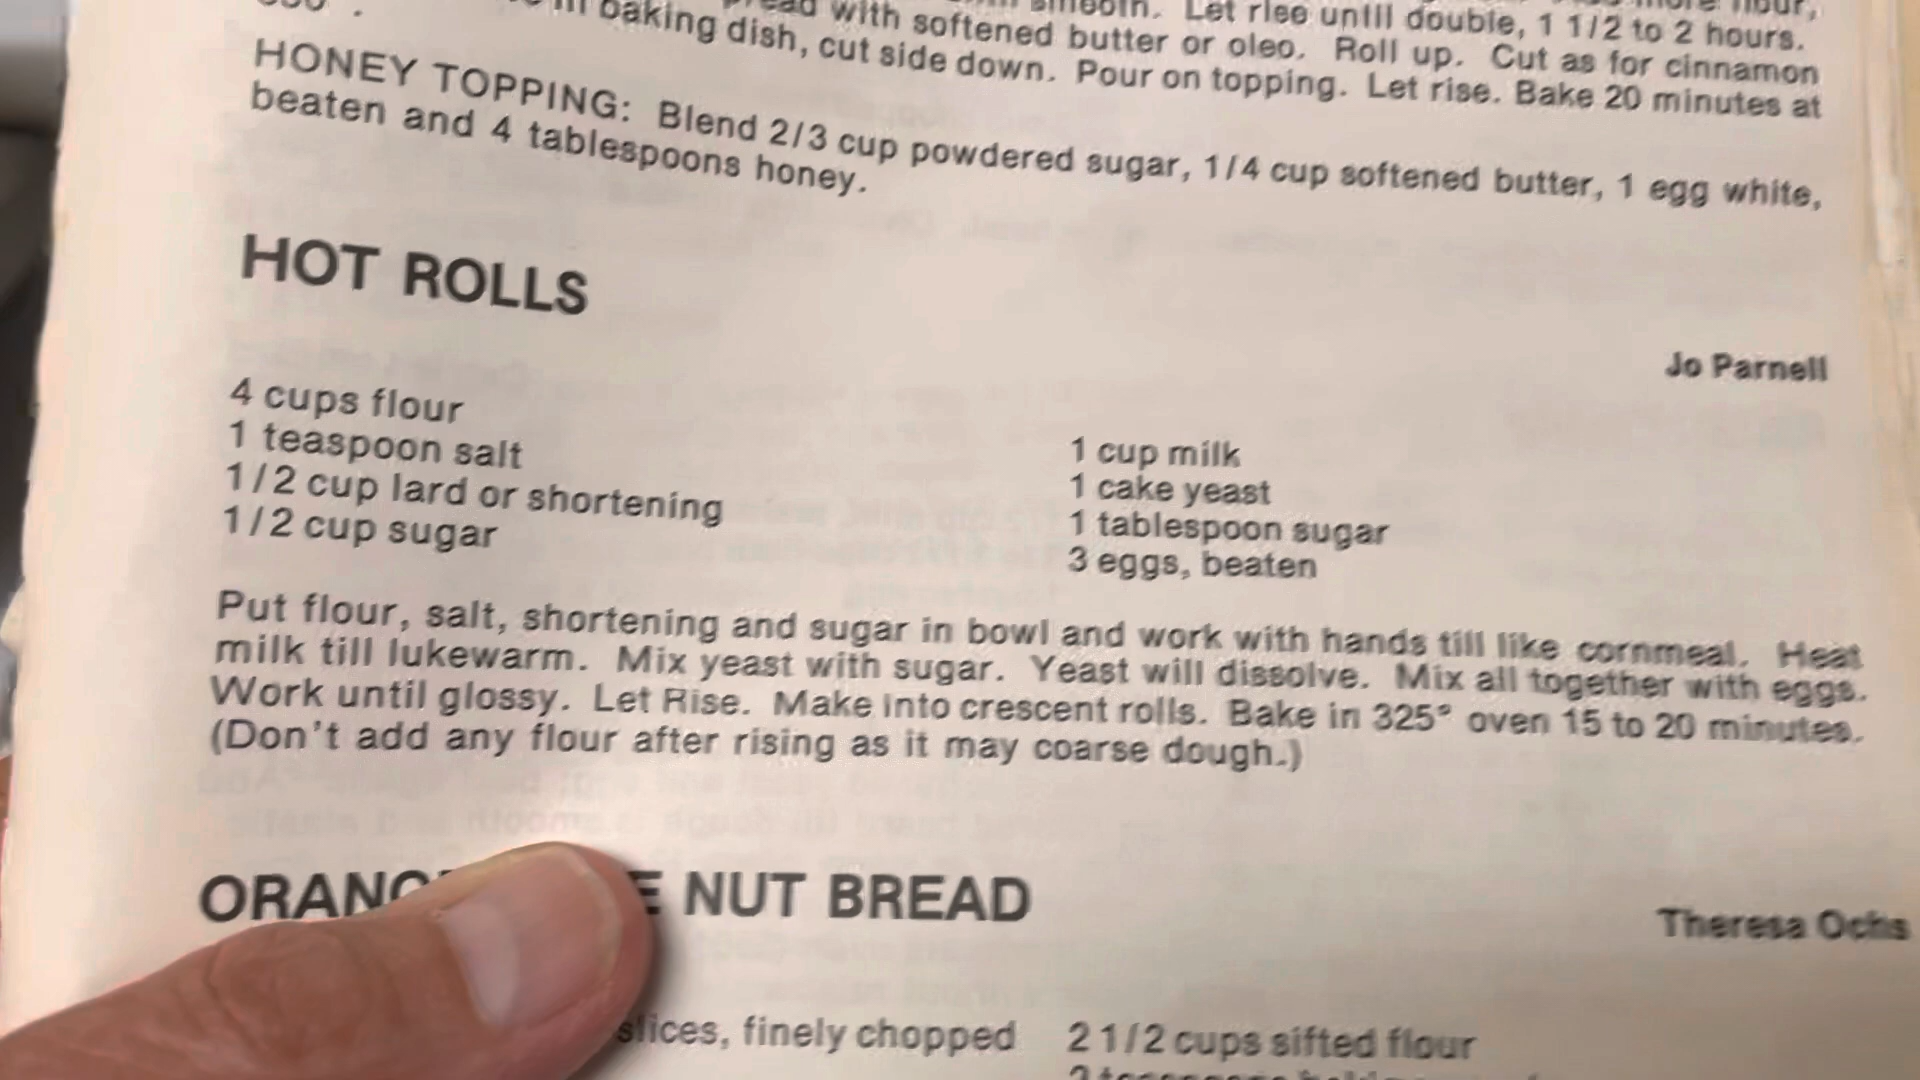 smooth. Let rise until double, 1 1/2 to 2 hours.
with softened butter or oleo. Roll up. Cut as for cinnamon
baking dish, cut side down. Pour on topping. Let rise. Bake 20 minutes at
HONEY TOPPING: Blend 2/3 cup powdered sugar, 1/4 cup softened butter, 1 egg white,
beaten and 4 tablespoons honey.
HOT ROLLS
Jo Parnell
4 cups flour
1 teaspoon salt
1/2 cup lard or shortening
1/2 cup sugar
1 cup milk
1 cake yeast
1 tablespoon sugar
3 eggs, beaten
Put flour, salt, shortening and sugar in bowl and work with hands till like cornmeal. Heat
milk till lukewarm. Mix yeast with sugar. Yeast will dissolve. Mix all together with eggs.
Work until glossy. Let Rise. Make into crescent rolls. Bake in 325° oven 15 to 20 minutes.
(Don't add any flour after rising as it may coarse dough.)
NUT BREAD
Theresa Ochs
slices, finely chopped
2 1/2 cups sifted flour